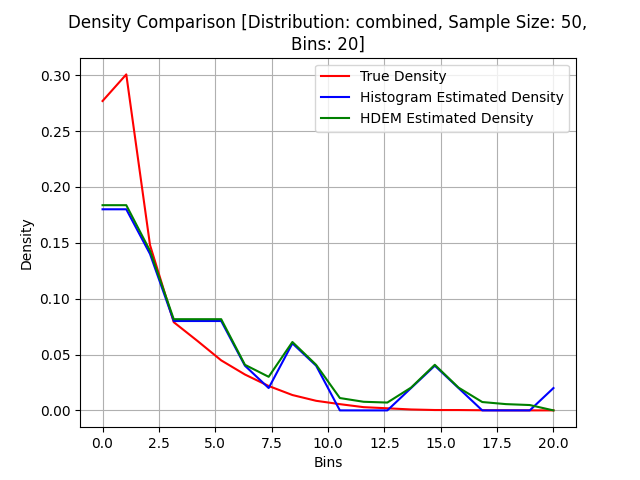 Density Comparison [Distribution: combined, Sample Size: 50,
Bins: 20]
True Density
Histogram Estimated Density
HDEM Estimated Density
Density
0.30
0.25
0.20
0.15
0.10
0.05
0.00
0.0 2.5 5.0 7.5 10.0 12.5 15.0 17.5 20.0
Bins